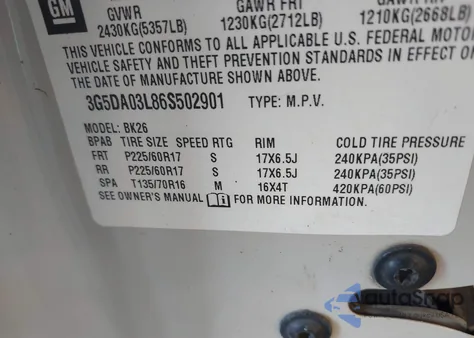 GM
GVWR GAWR FRT GAWR RR
2430KG(5357LB) 1230KG(2712LB) 1210KG(2668LB)
THIS VEHICLE CONFORMS TO ALL APPLICABLE U.S. FEDERAL MOTOR
VEHICLE SAFETY AND THEFT PREVENTION STANDARDS IN EFFECT ON
THE DATE OF MANUFACTURE SHOWN ABOVE.
3G5DA03L86S502901 TYPE: M.P.V.
MODEL: BK26
BPAB TIRE SIZE SPEED RTG RIM COLD TIRE PRESSURE
FRT P225/60R17 S 17X6.5J 240KPA(35PSI)
RR P225/60R17 S 17X6.5J 240KPA(35PSI)
SPA T135/70R16 M 16X4T 420KPA(60PSI)
SEE OWNER'S MANUAL FOR MORE INFORMATION.
AutaSnap